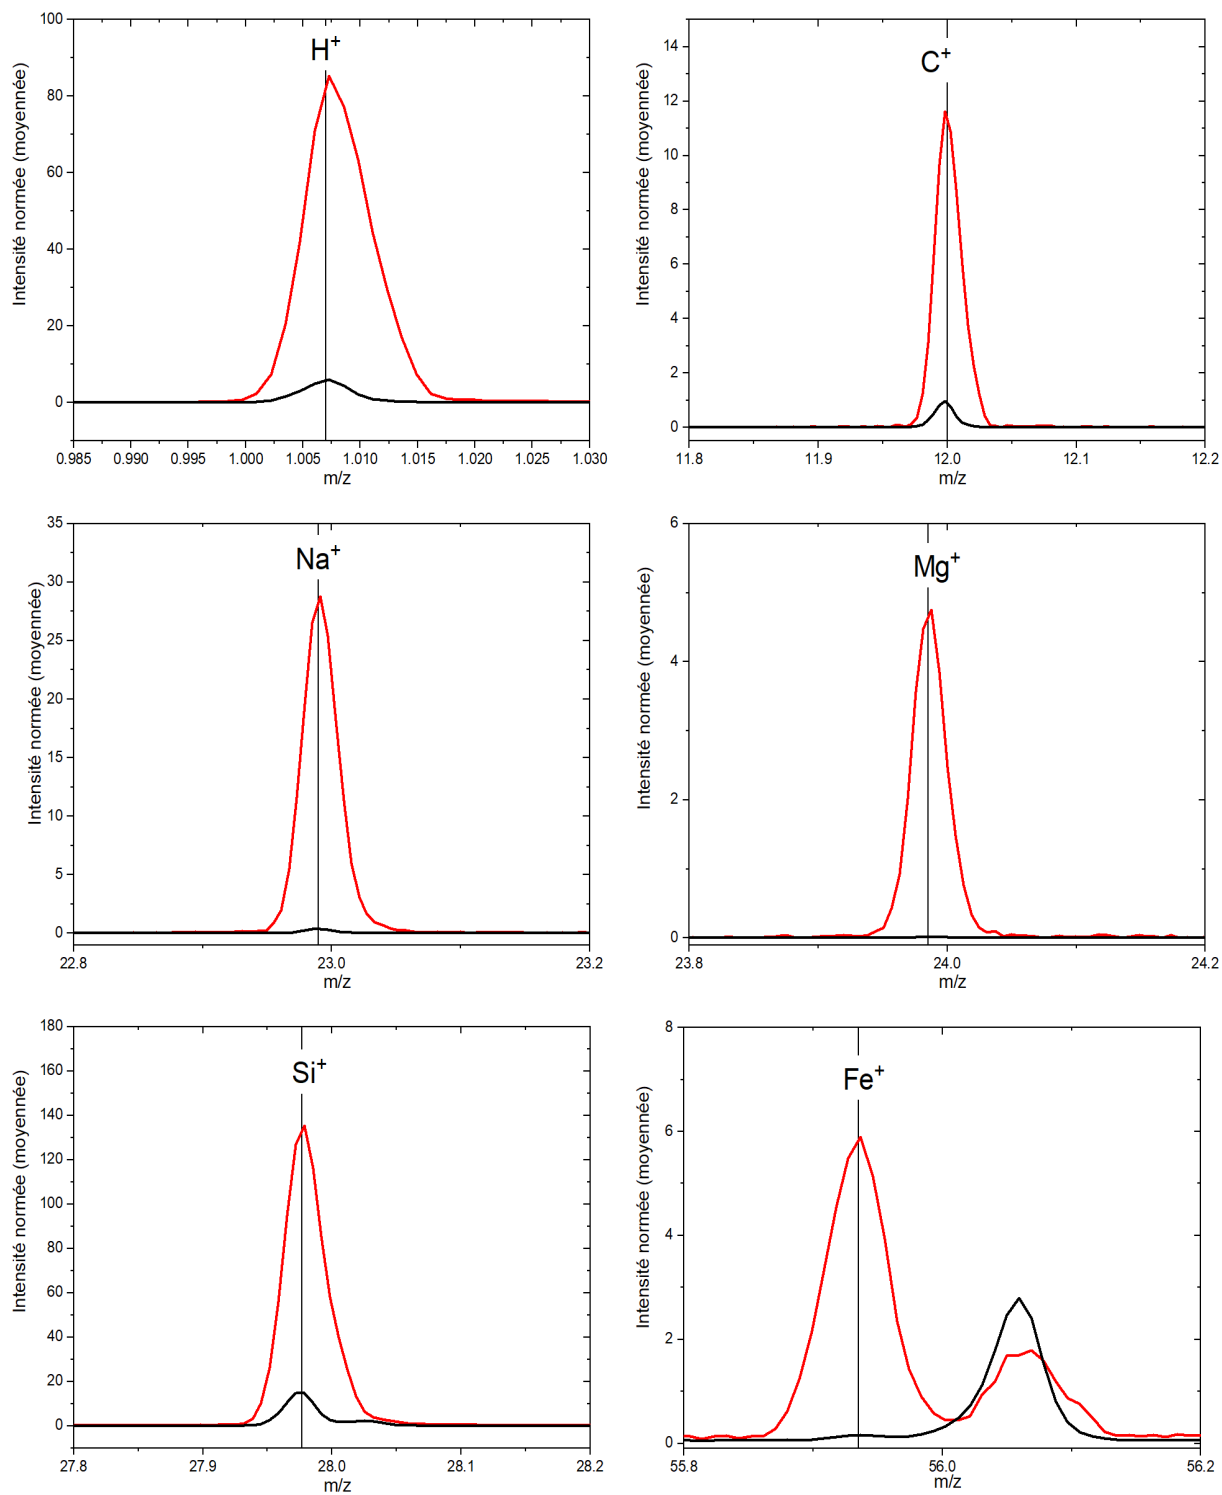 H+
Intensité normée (moyennée)
100
80
60
40
20
0
0.985 0.990 0.995 1.000 1.005 1.010 1.015 1.020 1.025 1.030
m/z
C+
Intensité normée (moyennée)
14
12
10
8
6
4
2
0
11.8 11.9 12.0 12.1 12.2
m/z
Na+
Intensité normée (moyennée)
35
30
25
20
15
10
5
0
22.8 23.0 23.2
m/z
Mg+
Intensité normée (moyennée)
6
4
2
0
23.8 24.0 24.2
m/z
Si+
Intensité normée (moyennée)
180
160
140
120
100
80
60
40
20
0
27.8 27.9 28.0 28.1 28.2
m/z
Fe+
Intensité normée (moyennée)
8
6
4
2
0
55.8 56.0 56.2
m/z